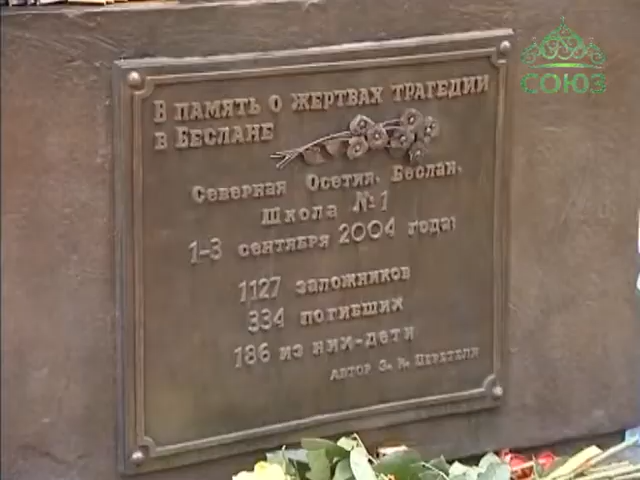 СОЮЗ
В ПАМЯТЬ О ЖЕРТВАХ ТРАГЕДИИ
В БЕСЛАНЕ
СЕВЕРНАЯ ОСЕТИЯ. БЕСЛАН.
ШКОЛА №1
1-3 СЕНТЯБРЯ 2004 ГОДА:
1127 ЗАЛОЖНИКОВ
334 ПОГИБШИХ
186 ИЗ НИХ-ДЕТИ
АВТОР З. К. ЦЕРЕТЕЛИ